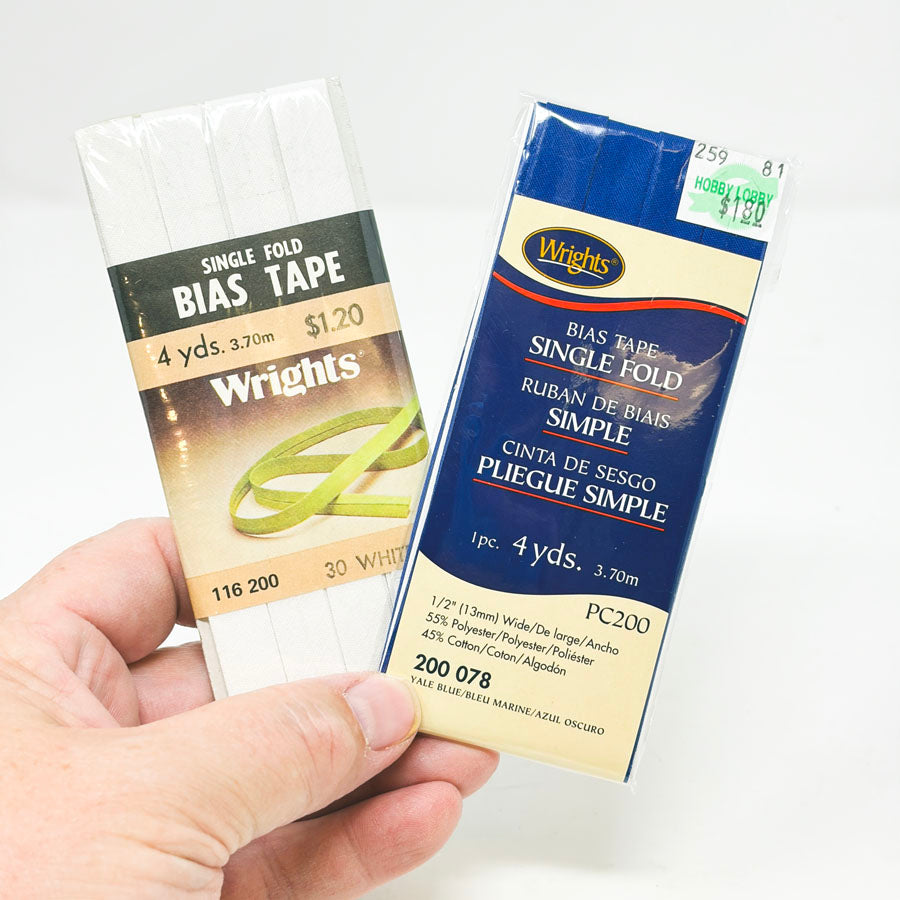 SINGLE FOLD
BIAS TAPE
4 yds. 3.70m $1.20
Wrights®
116 200 30 WHIT
259 81
HOBBY LOBBY
$1.80
Wrights®
BIAS TAPE
SINGLE FOLD
RUBAN DE BIAIS
SIMPLE
CINTA DE SESGO
PLIEGUE SIMPLE
1pc. 4 yds. 3.70m
PC200
1/2" (13mm) Wide/De large/Ancho
55% Polyester/Polyester/Poliéster
45% Cotton/Coton/Algodón
200 078
YALE BLUE/BLEU MARINE/AZUL OSCURO